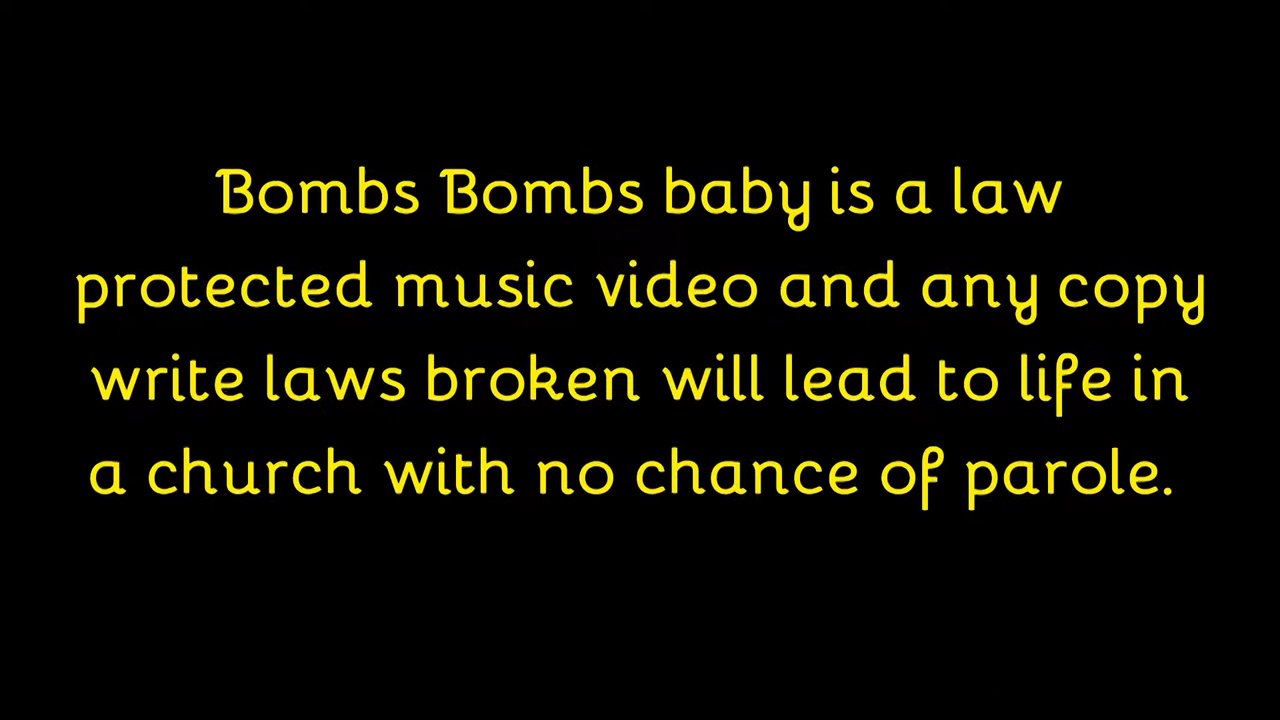 Bombs Bombs baby is a law
protected music video and any copy
write laws broken will lead to life in
a church with no chance of parole.